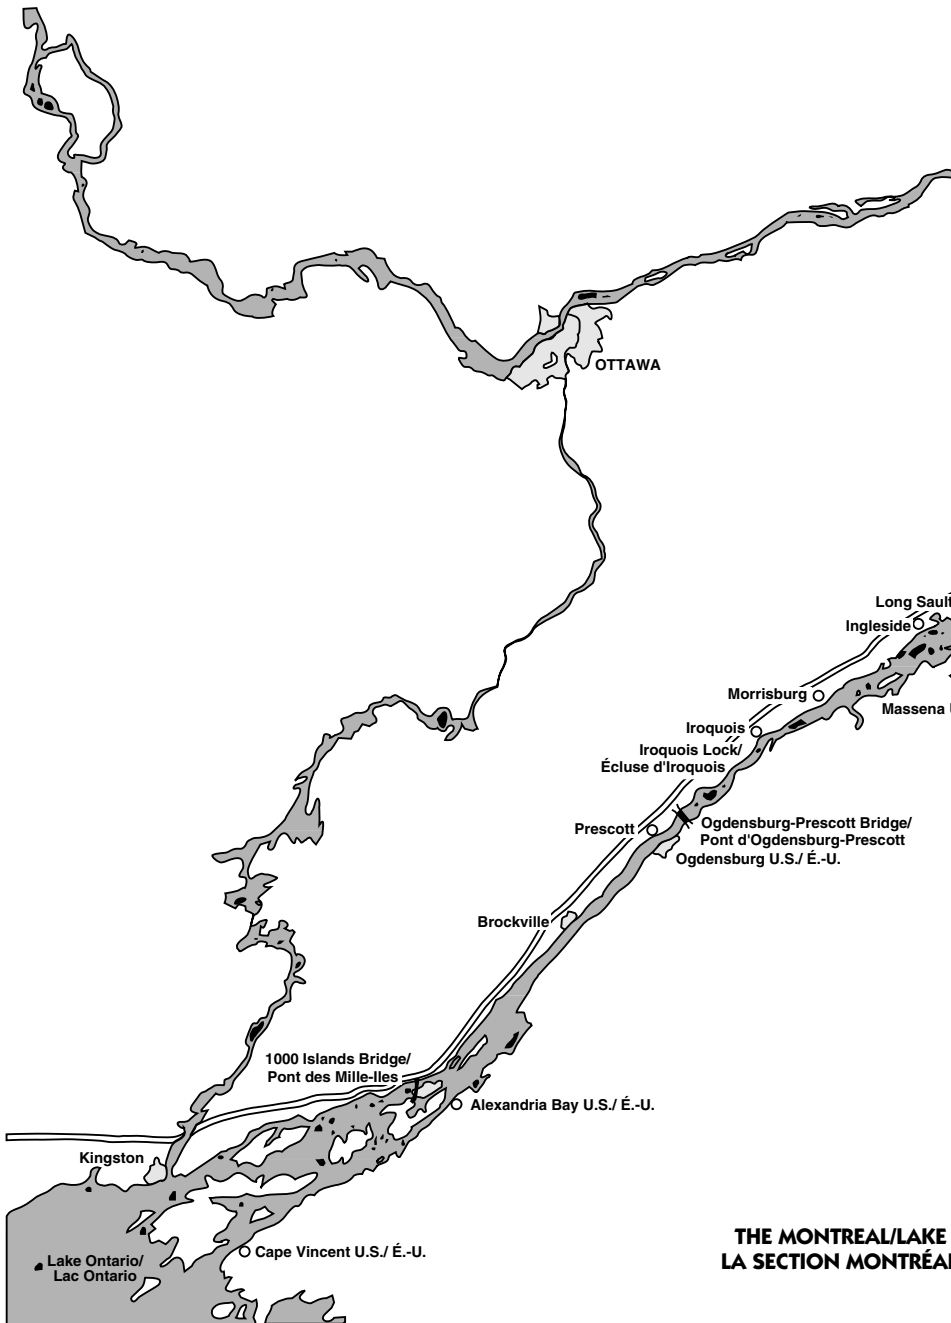 OTTAWA
Long Sault
Ingleside
Morrisburg
Massena
Iroquois
Iroquois Lock/
Écluse d'Iroquois
Prescott
Ogdensburg-Prescott Bridge/
Pont d'Ogdensburg-Prescott
Ogdensburg U.S./ É.-U.
Brockville
1000 Islands Bridge/
Pont des Mille-Iles
Alexandria Bay U.S./ É.-U.
Kingston
Cape Vincent U.S./ É.-U.
Lake Ontario/
Lac Ontario
THE MONTREAL/LAKE
LA SECTION MONTRÉAL